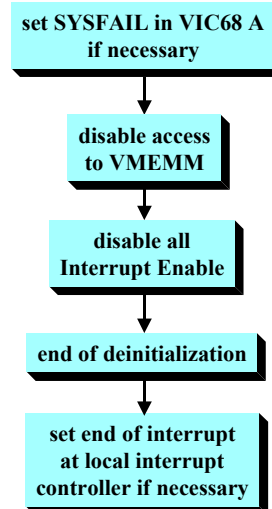 set SYSFAIL in VIC68 A
if necessary
disable access
to VMEMM
disable all
Interrupt Enable
end of deinitialization
set end of interrupt
at local interrupt
controller if necessary